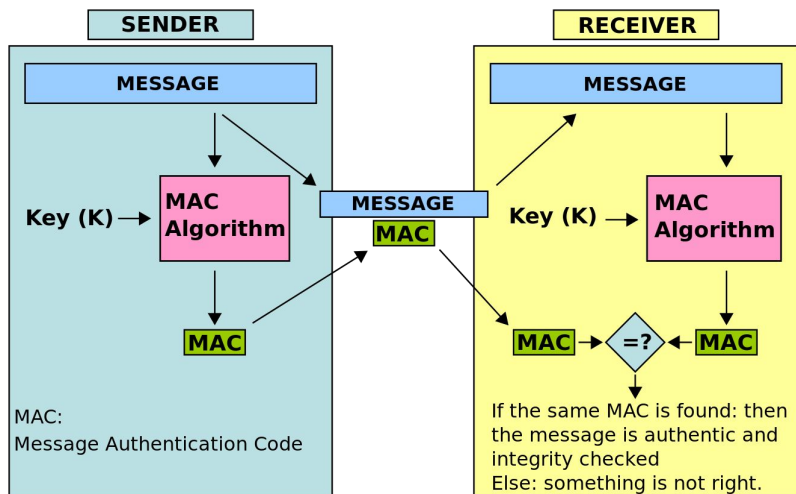 SENDER
MESSAGE
Key (K)
MAC
Algorithm
MAC
MAC:
Message Authentication Code
MESSAGE
MAC
RECEIVER
MESSAGE
Key (K)
MAC
Algorithm
MAC
=?
MAC
If the same MAC is found: then
the message is authentic and
integrity checked
Else: something is not right.